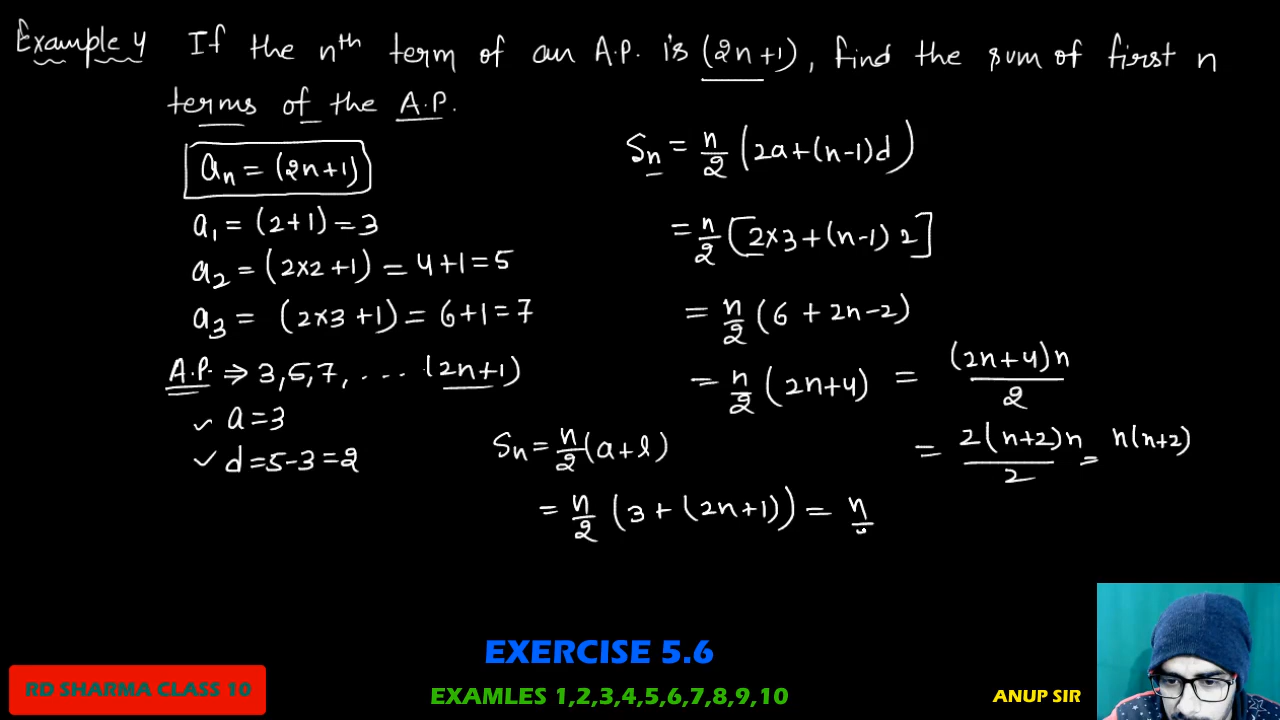 Example 4 If the nth term of an A.P. is (2n+1), find the sum of first n
terms of the A.P.
aₙ = (2n+1)
a₁ = (2+1) = 3
a₂ = (2×2+1) = 4+1 = 5
a₃ = (2×3+1) = 6+1 = 7
A.P. ⇒ 3,5,7, .... (2n+1)
✓ a=3
✓ d=5-3=2
Sₙ = n/2 (2a+(n-1)d)
= n/2 [2×3+(n-1)2]
= n/2 (6+2n-2)
= n/2 (2n+4) = (2n+4)n/2
= 2(n+2)n/2 = n(n+2)
Sₙ = n/2 (a+l)
= n/2 (3+(2n+1)) = n
EXERCISE 5.6
RD SHARMA CLASS 10
EXAMLES 1,2,3,4,5,6,7,8,9,10
ANUP SIR